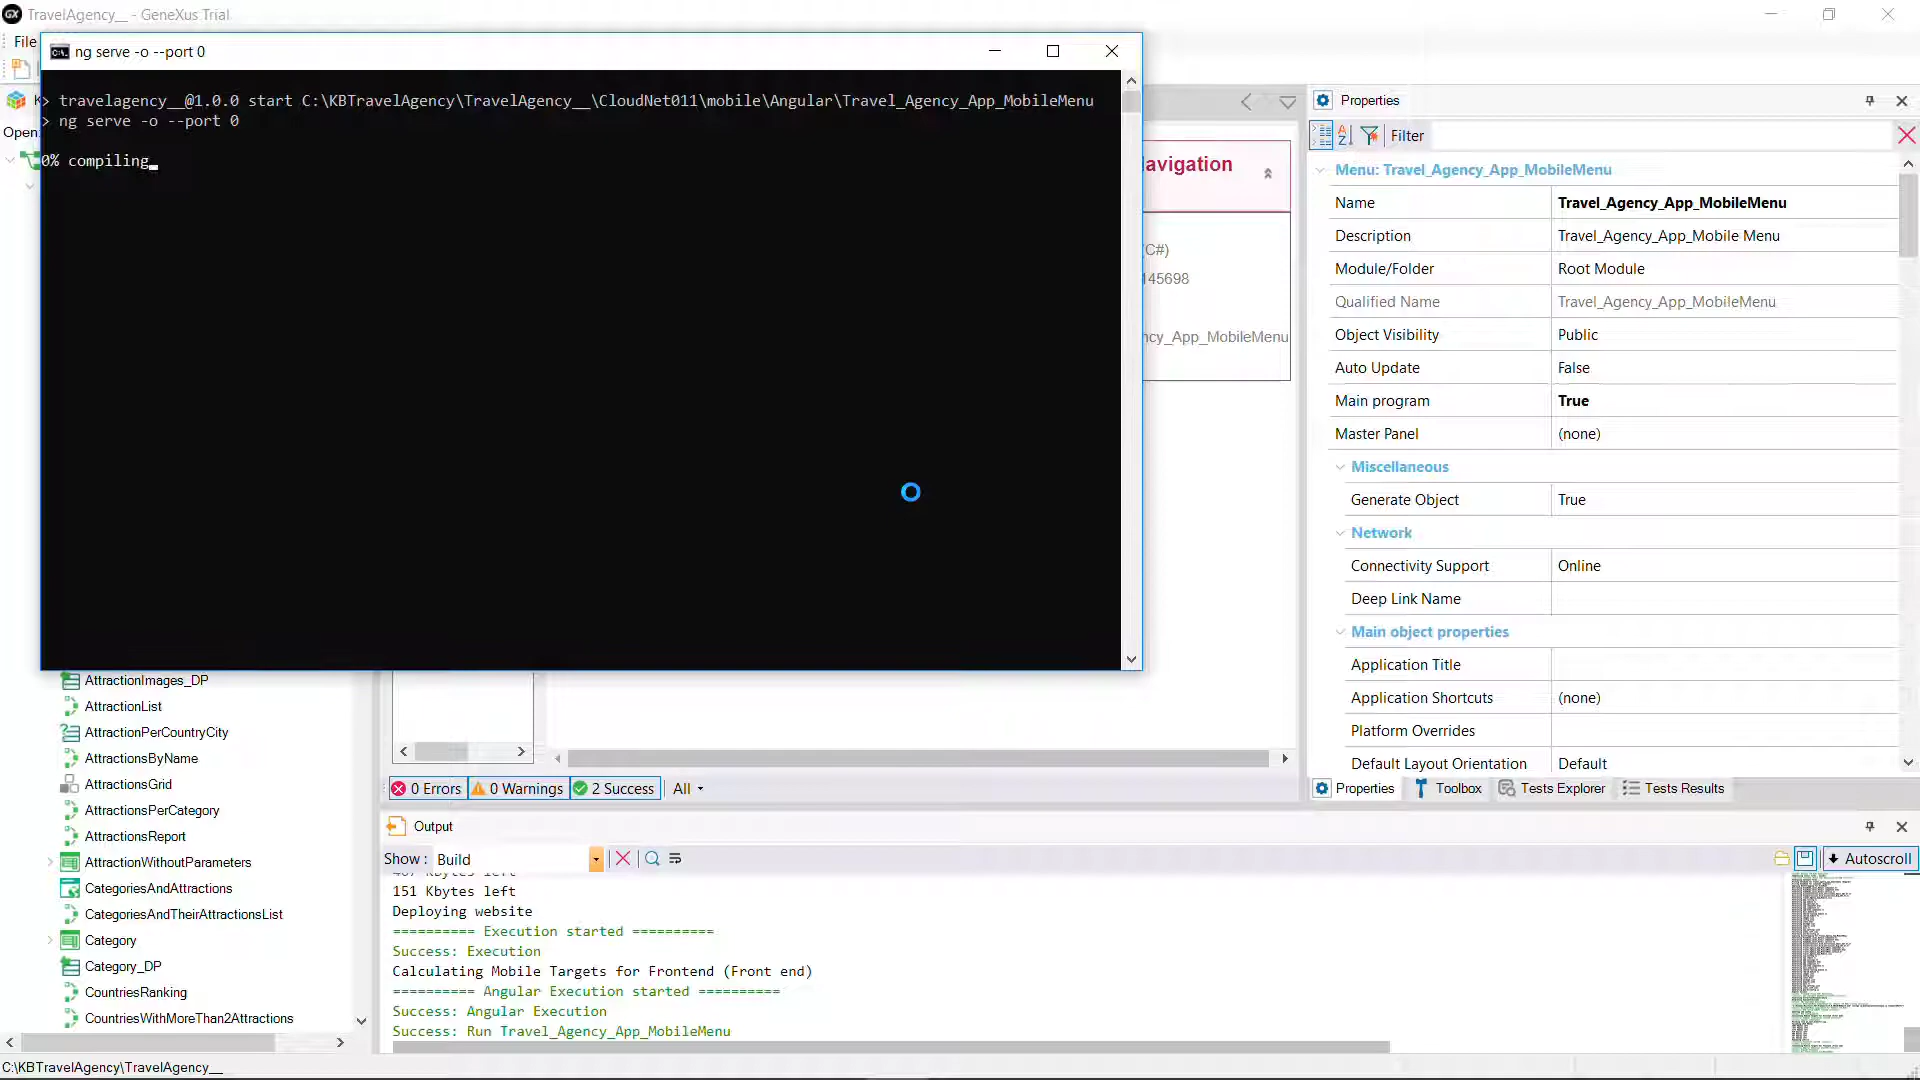 TravelAgency__ - GeneXus Trial
File
ng serve -o --port 0
> travelagency__@1.0.0 start C:\KBTravelAgency\TravelAgency__\CloudNet011\mobile\Angular\Travel_Agency_App_MobileMenu
> ng serve -o --port 0
0% compiling
Open:
avigation
(C#)
145698
ncy_App_MobileMenu
Properties
Filter
Menu: Travel_Agency_App_MobileMenu
Name Travel_Agency_App_MobileMenu
Description Travel_Agency_App_Mobile Menu
Module/Folder Root Module
Qualified Name Travel_Agency_App_MobileMenu
Object Visibility Public
Auto Update False
Main program True
Master Panel (none)
Miscellaneous
Generate Object True
Network
Connectivity Support Online
Deep Link Name
Main object properties
Application Title
Application Shortcuts (none)
Platform Overrides
Default Layout Orientation Default
Properties Toolbox Tests Explorer Tests Results
AttractionImages_DP
AttractionList
AttractionPerCountryCity
AttractionsByName
AttractionsGrid
AttractionsPerCategory
AttractionsReport
AttractionWithoutParameters
CategoriesAndAttractions
CategoriesAndTheirAttractionsList
Category
Category_DP
CountriesRanking
CountriesWithMoreThan2Attractions
0 Errors 0 Warnings 2 Success All
Output
Show : Build
Autoscroll
151 Kbytes left
Deploying website
========== Execution started ==========
Success: Execution
Calculating Mobile Targets for Frontend (Front end)
========== Angular Execution started ==========
Success: Angular Execution
Success: Run Travel_Agency_App_MobileMenu
C:\KBTravelAgency\TravelAgency__